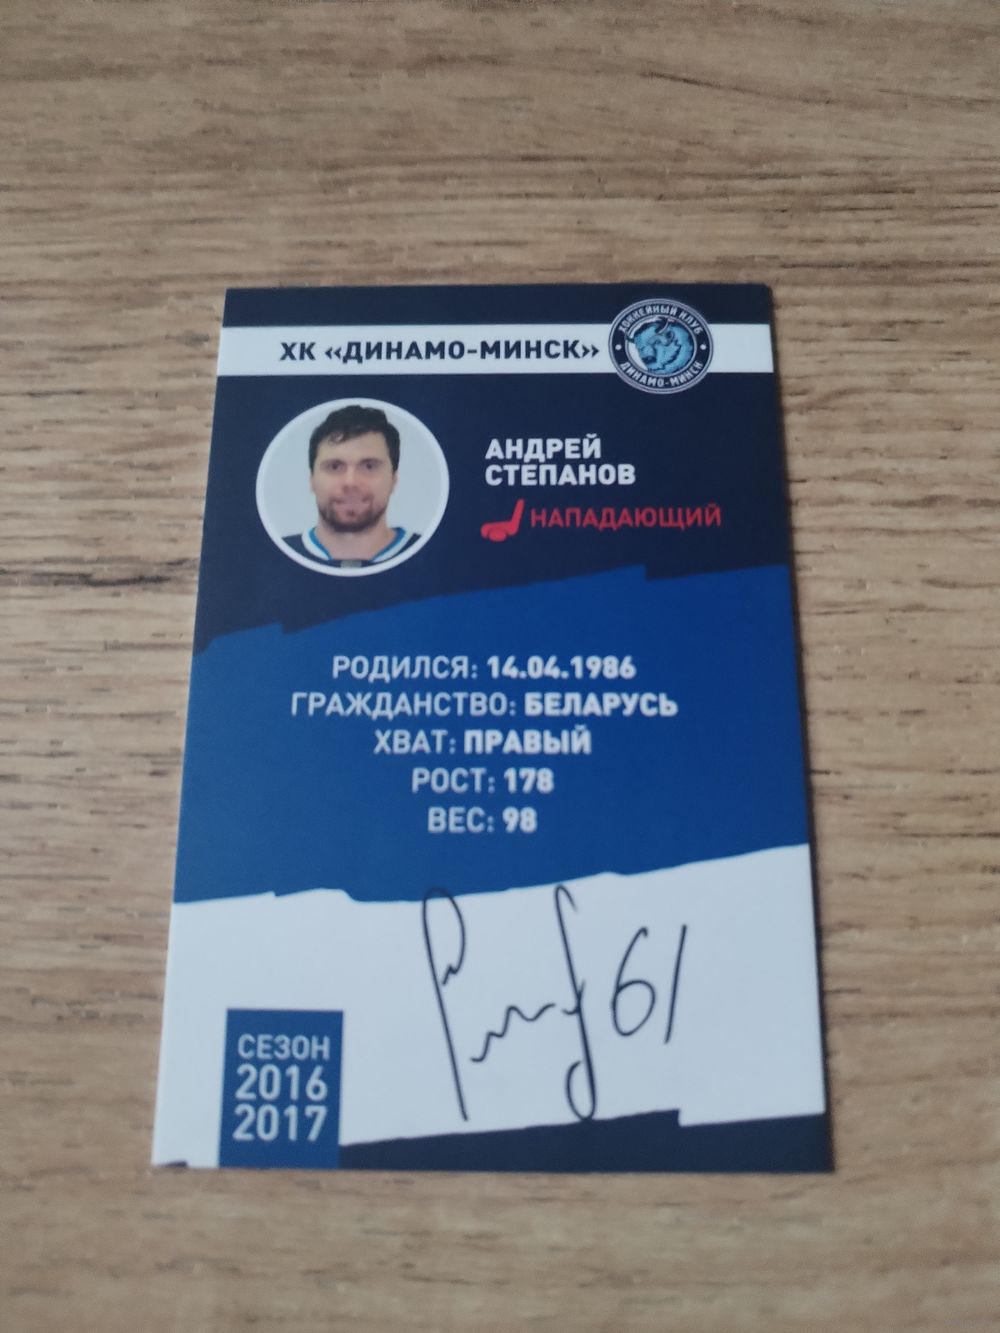 ХК «ДИНАМО-МИНСК»
ХОККЕЙНЫЙ КЛУБ
ДИНАМО-МИНСК
АНДРЕЙ
СТЕПАНОВ
НАПАДАЮЩИЙ
РОДИЛСЯ: 14.04.1986
ГРАЖДАНСТВО: БЕЛАРУСЬ
ХВАТ: ПРАВЫЙ
РОСТ: 178
ВЕС: 98
61
СЕЗОН
2016
2017